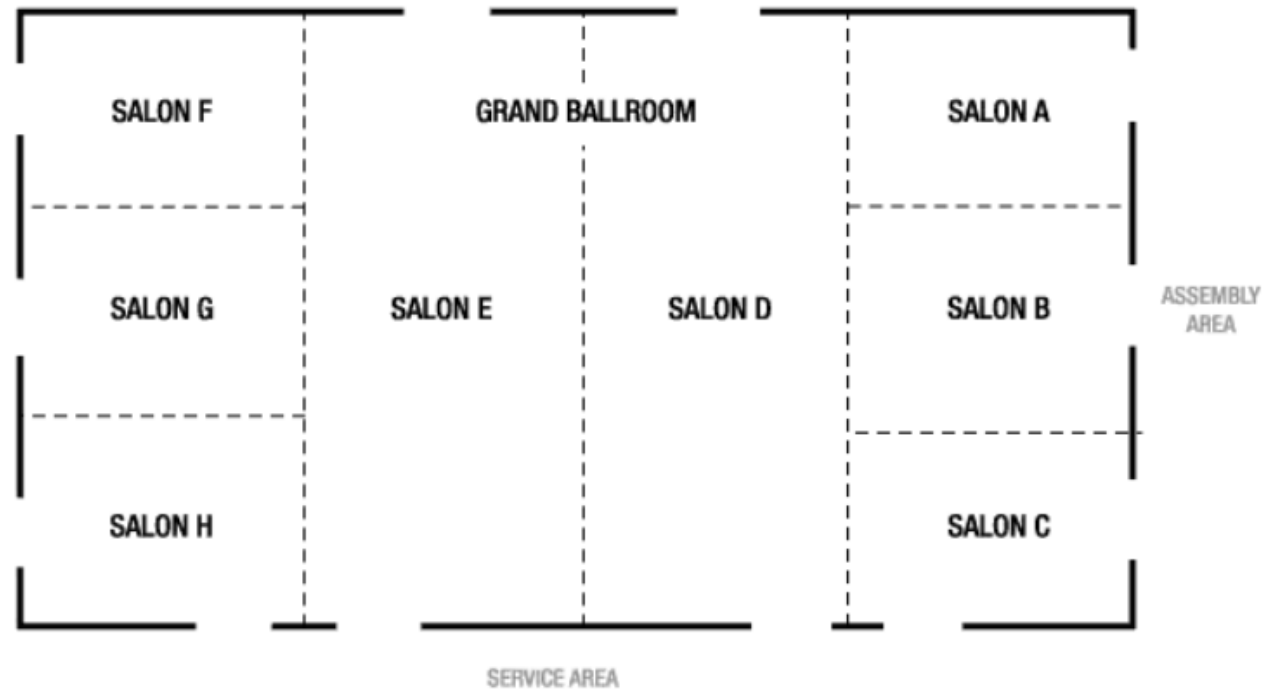 SALON F
GRAND BALLROOM
SALON A
SALON G
SALON E
SALON D
SALON B
ASSEMBLY
AREA
SALON H
SALON C
SERVICE AREA